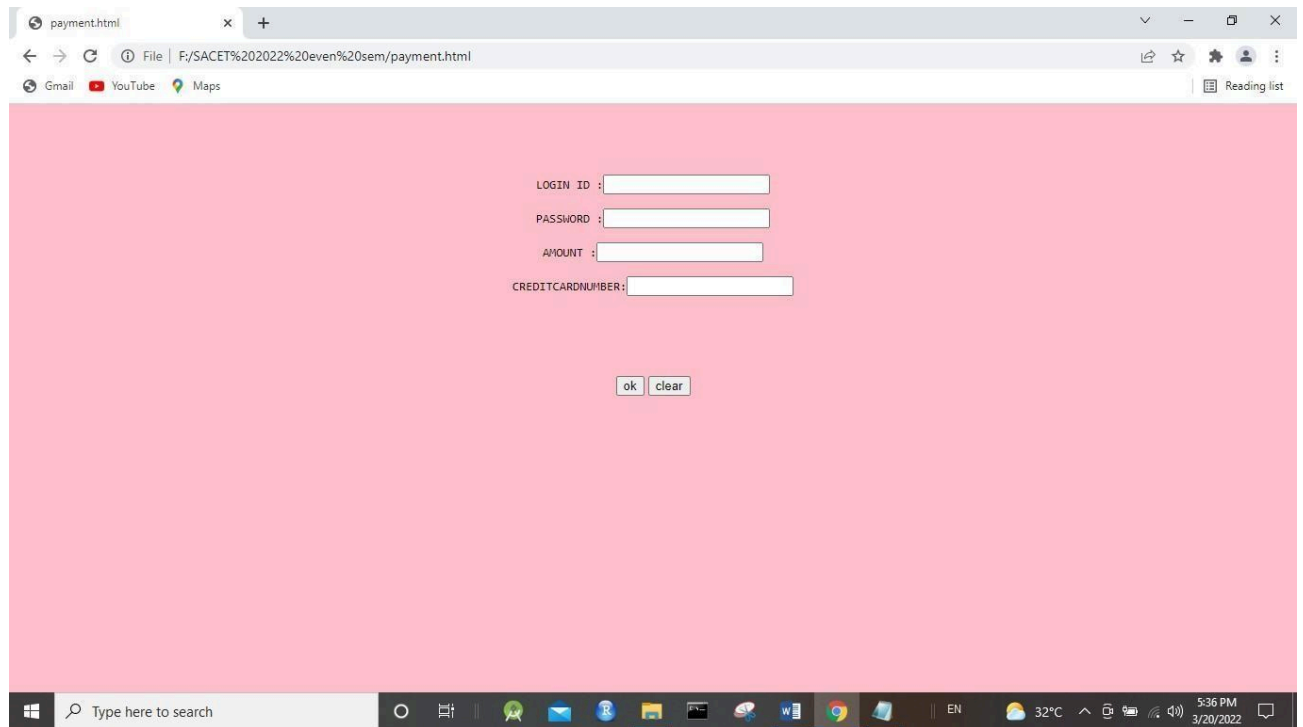 payment.html
File | F:/SACET%202022%20even%20sem/payment.html
Gmail YouTube Maps Reading list
LOGIN ID :
PASSWORD :
AMOUNT :
CREDITCARDNUMBER:
ok clear
Type here to search
EN 32°C 5:36 PM
3/20/2022